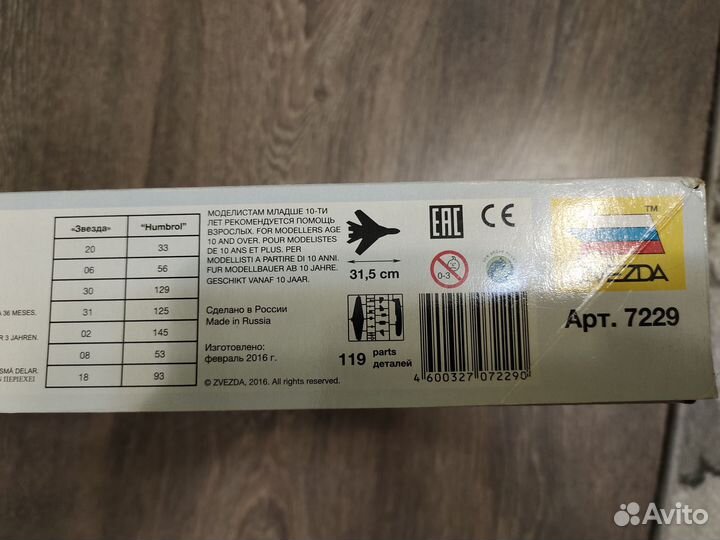 «Звезда» "Humbrol"
20 33
06 56
30 129
31 125
02 145
08 53
18 93
A 36 MESES.
R 3 JAHREN.
SMÅ DELAR.
ΠΕΡΙΕΧΕΙ
МОДЕЛИСТАМ МЛАДШЕ 10-ТИ
ЛЕТ РЕКОМЕНДУЕТСЯ ПОМОЩЬ
ВЗРОСЛЫХ. FOR MODELLERS AGE
10 AND OVER. POUR MODELISTES
DE 10 ANS ET PLUS. PER
MODELLISTI A PARTIRE DI 10 ANNI.
FUR MODELLBAUER AB 10 JAHRE.
GESCHIKT VANAF 10 JAAR.
Сделано в России
Made in Russia
Изготовлено:
февраль 2016 г.
© ZVEZDA, 2016. All rights reserved.
31,5 cm
119 parts
деталей
EAC CE
0-3
4 600327 072290
TM
ZVEZDA
Арт. 7229
Avito